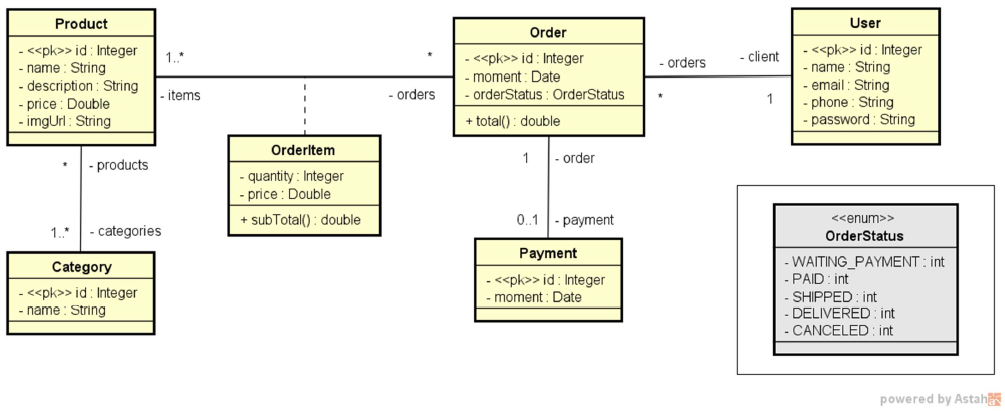 Product
- <<pk>> id : Integer
- name : String
- description : String
- price : Double
- imgUrl : String
1..*
- items
*
- orders
Order
- <<pk>> id : Integer
- moment : Date
- orderStatus : OrderStatus
+ total() : double
- orders
*
- client
1
User
- <<pk>> id : Integer
- name : String
- email : String
- phone : String
- password : String
OrderItem
- quantity : Integer
- price : Double
+ subTotal() : double
* - products
1..* - categories
Category
- <<pk>> id : Integer
- name : String
1 - order
0..1 - payment
Payment
- <<pk>> id : Integer
- moment : Date
<<enum>>
OrderStatus
- WAITING_PAYMENT : int
- PAID : int
- SHIPPED : int
- DELIVERED : int
- CANCELED : int
powered by Astah